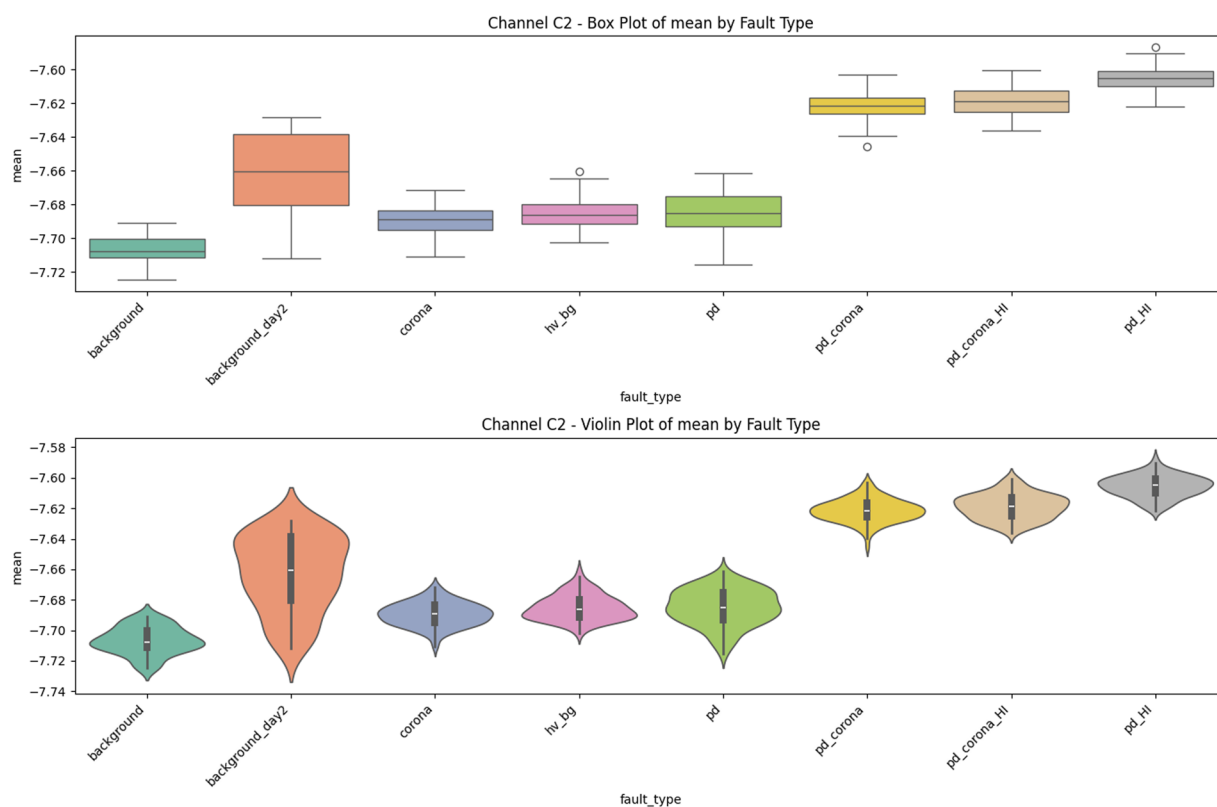 Channel C2 - Box Plot of mean by Fault Type
mean
−7.60
−7.62
−7.64
−7.66
−7.68
−7.70
−7.72
background
background_day2
corona
hv_bg
pd
pd_corona
pd_corona_HI
pd_HI
fault_type
Channel C2 - Violin Plot of mean by Fault Type
mean
−7.58
−7.60
−7.62
−7.64
−7.66
−7.68
−7.70
−7.72
−7.74
background
background_day2
corona
hv_bg
pd
pd_corona
pd_corona_HI
pd_HI
fault_type